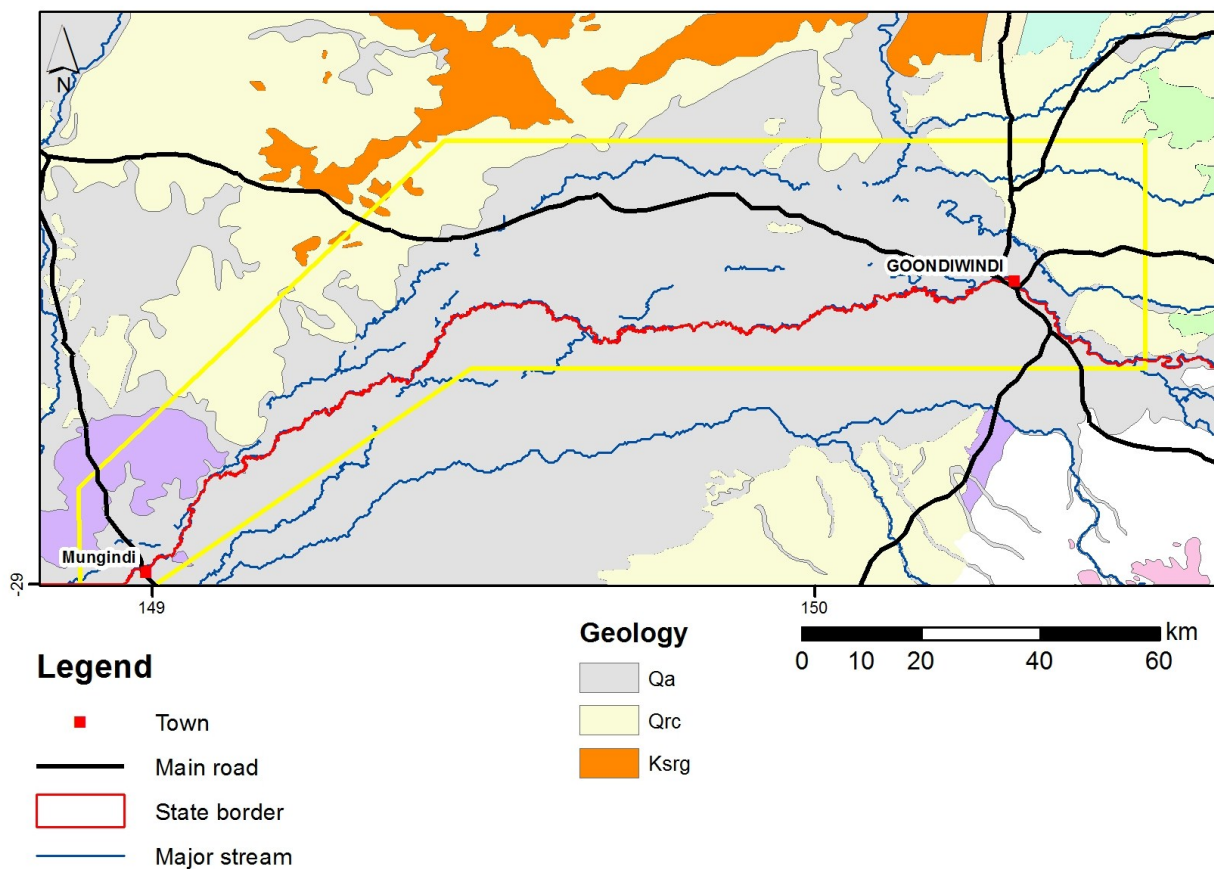 N
GOONDIWINDI
Mungindi
-29
149
150
Geology
km
0 10 20 40 60
Legend
Qa
Town
Qrc
Main road
Ksrg
State border
Major stream